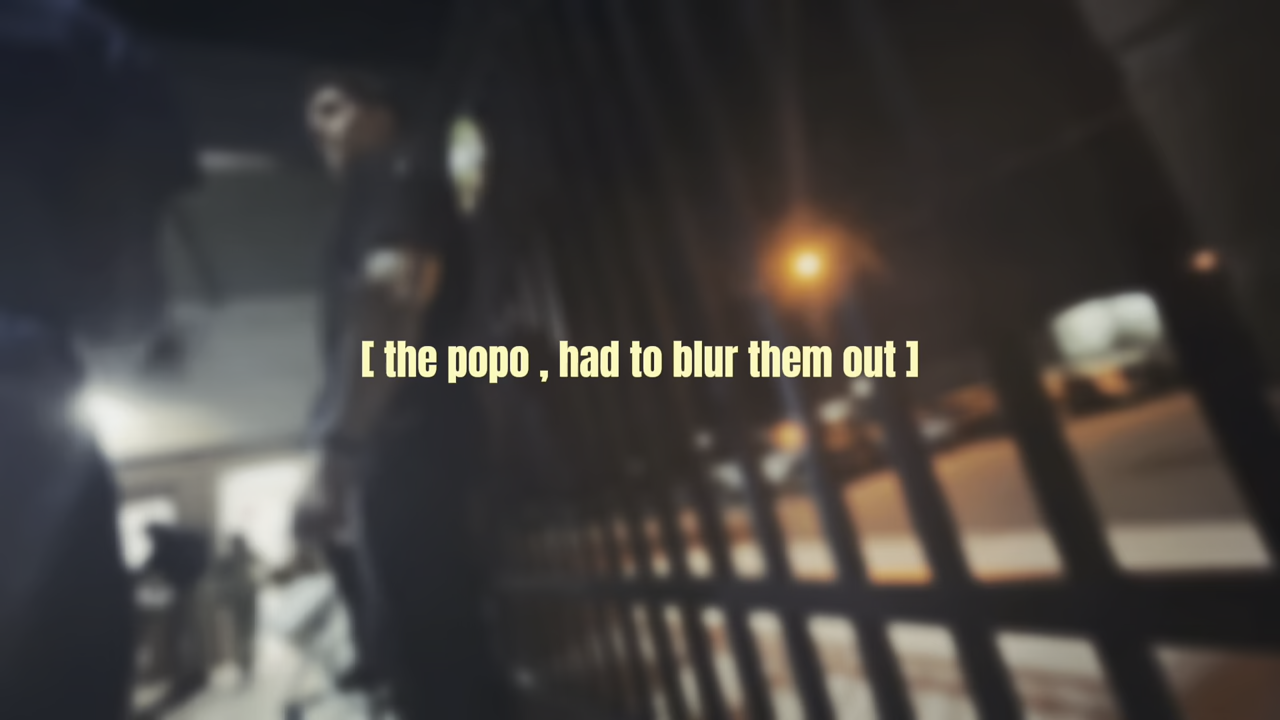 [ the popo , had to blur them out ]